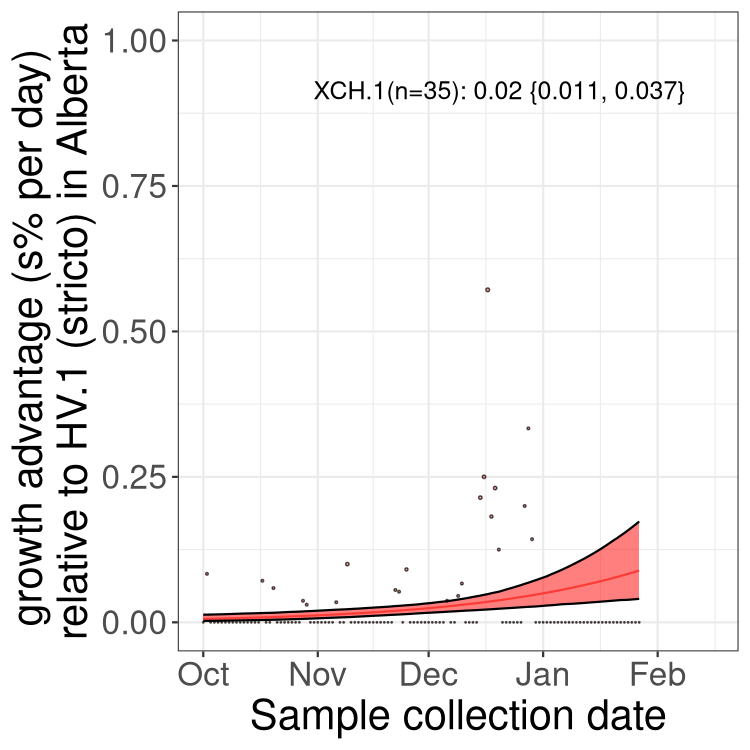 growth advantage (s% per day)
relative to HV.1 (stricto) in Alberta
1.00
0.75
0.50
0.25
0.00
XCH.1(n=35): 0.02 {0.011, 0.037}
Oct Nov Dec Jan Feb
Sample collection date